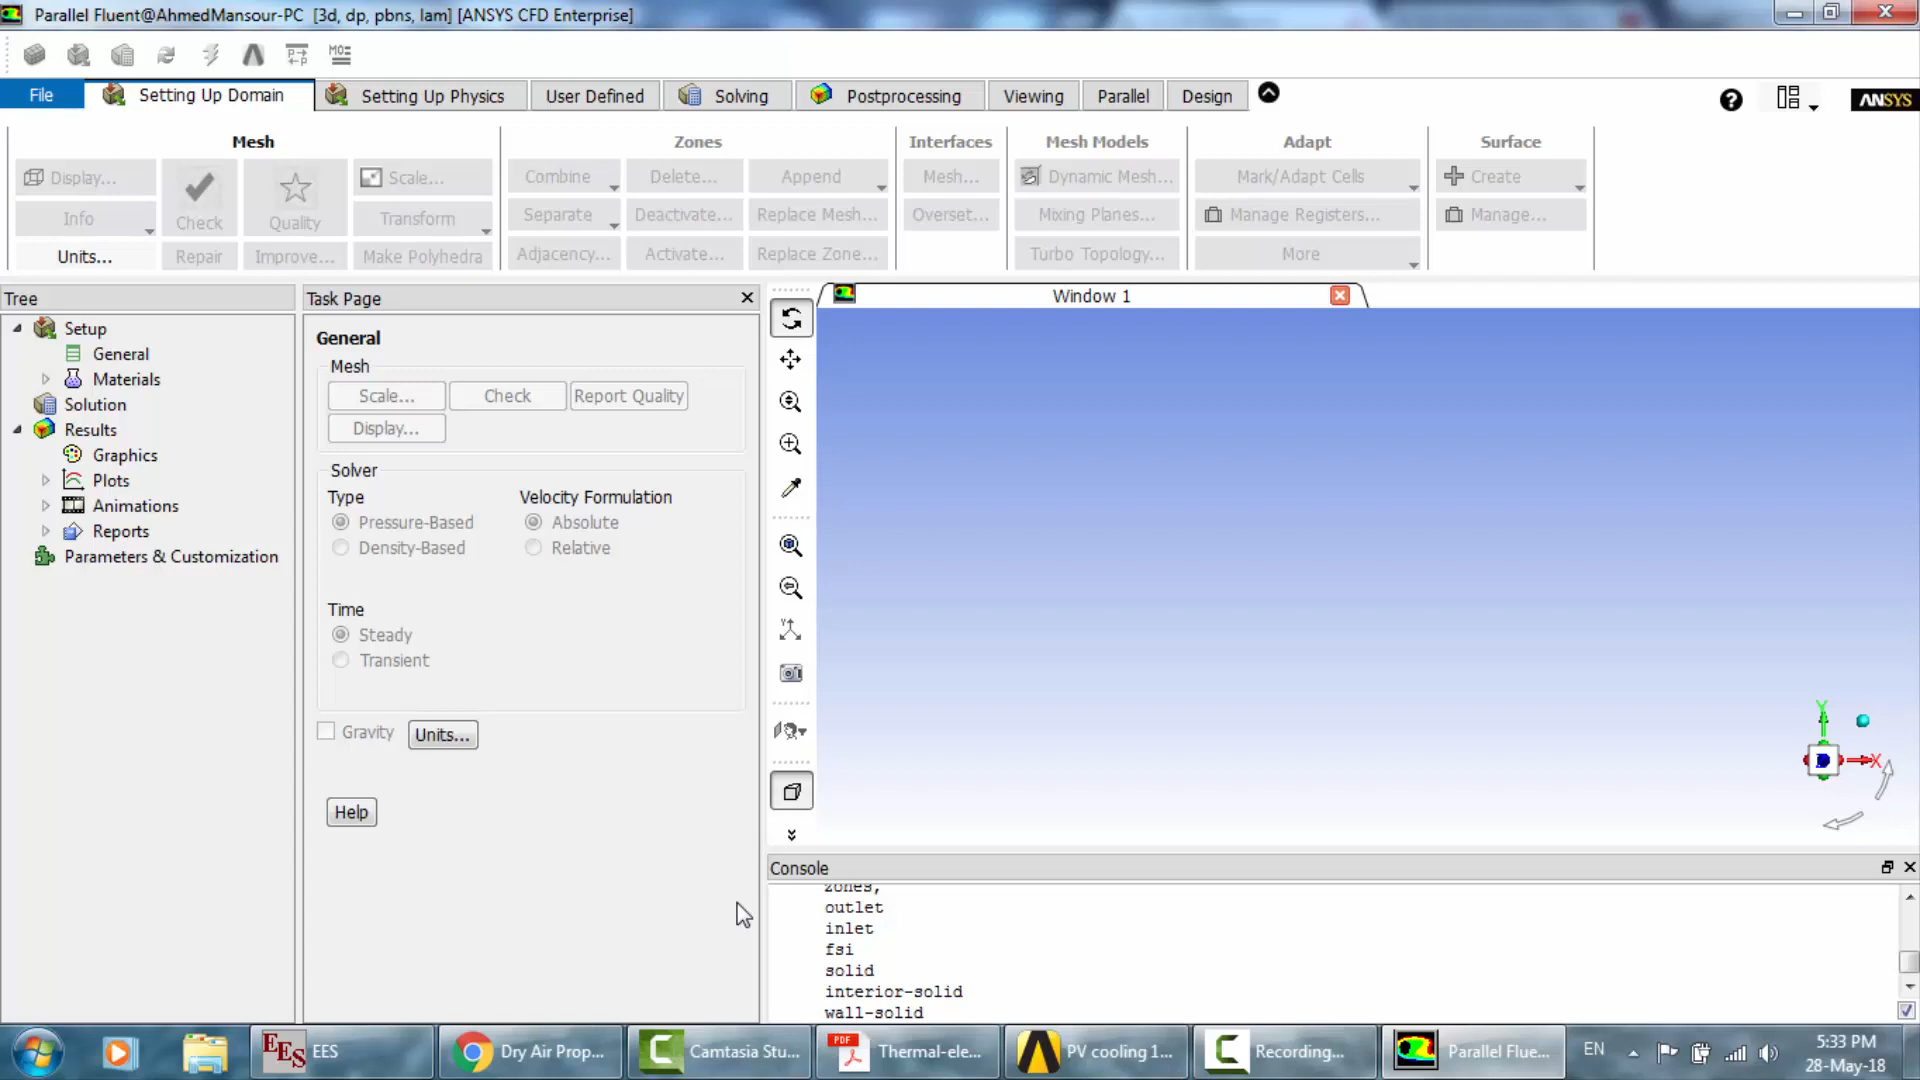 Parallel Fluent@AhmedMansour-PC [3d, dp, pbns, lam] [ANSYS CFD Enterprise]
File
Setting Up Domain
Setting Up Physics
User Defined
Solving
Postprocessing
Viewing
Parallel
Design
ANSYS
Mesh
Zones
Interfaces
Mesh Models
Adapt
Surface
Display...
Info
Units...
Check
Repair
Quality
Improve...
Scale...
Transform
Make Polyhedra
Combine
Separate
Adjacency...
Delete...
Deactivate...
Activate...
Append
Replace Mesh...
Replace Zone...
Mesh...
Overset...
Dynamic Mesh...
Mixing Planes...
Turbo Topology...
Mark/Adapt Cells
Manage Registers...
More
Create
Manage...
Tree
Setup
General
Materials
Solution
Results
Graphics
Plots
Animations
Reports
Parameters & Customization
Task Page
General
Mesh
Scale...
Check
Report Quality
Display...
Solver
Type
Velocity Formulation
Pressure-Based
Absolute
Density-Based
Relative
Time
Steady
Transient
Gravity
Units...
Help
Window 1
Y
X
Console
zones,
outlet
inlet
fsi
solid
interior-solid
wall-solid
EES
Dry Air Prop...
Camtasia Stu...
Thermal-ele...
PV cooling 1...
Recording...
Parallel Flue...
EN
5:33 PM
28-May-18